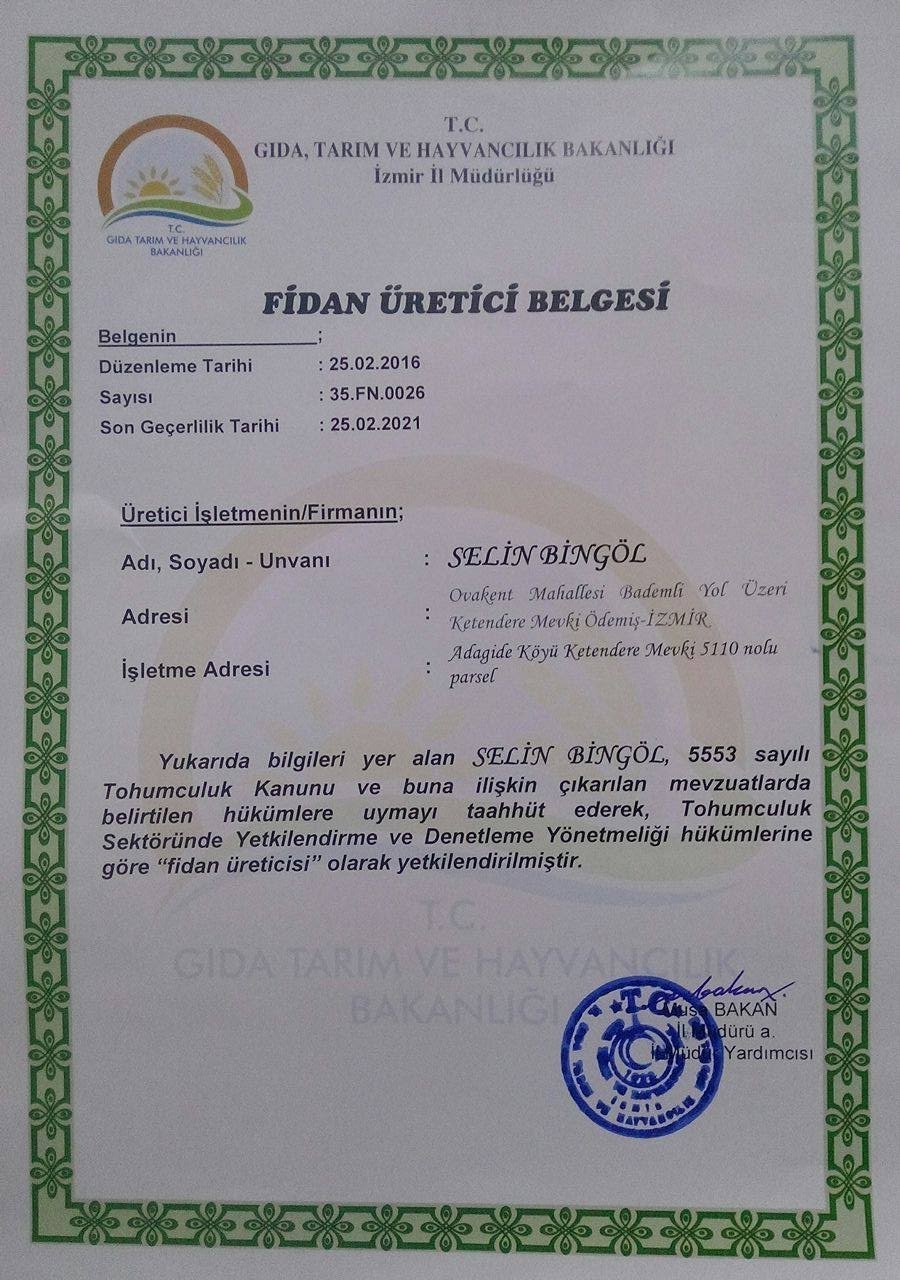 T.C.
GIDA, TARIM VE HAYVANCILIK BAKANLIĞI
İzmir İl Müdürlüğü
T.C.
GIDA TARIM VE HAYVANCILIK
BAKANLIĞI
FİDAN ÜRETİCİ BELGESİ
Belgenin ;
Düzenleme Tarihi : 25.02.2016
Sayısı : 35.FN.0026
Son Geçerlilik Tarihi : 25.02.2021
Üretici İşletmenin/Firmanın;
Adı, Soyadı - Unvanı : SELİN BİNGÖL
Adresi : Ovakent Mahallesi Bademli Yol Üzeri
Ketendere Mevki Ödemiş-İZMİR
İşletme Adresi : Adagide Köyü Ketendere Mevki 5110 nolu
parsel
Yukarıda bilgileri yer alan SELİN BİNGÖL, 5553 sayılı
Tohumculuk Kanunu ve buna ilişkin çıkarılan mevzuatlarda
belirtilen hükümlere uymayı taahhüt ederek, Tohumculuk
Sektöründe Yetkilendirme ve Denetleme Yönetmeliği hükümlerine
göre “fidan üreticisi” olarak yetkilendirilmiştir.
T.C.
GIDA TARIM VE HAYVANCILIK
BAKANLIĞI
Musa BAKAN
İl Müdürü a.
İl Müdür Yardımcısı
T.C.
İZMİR